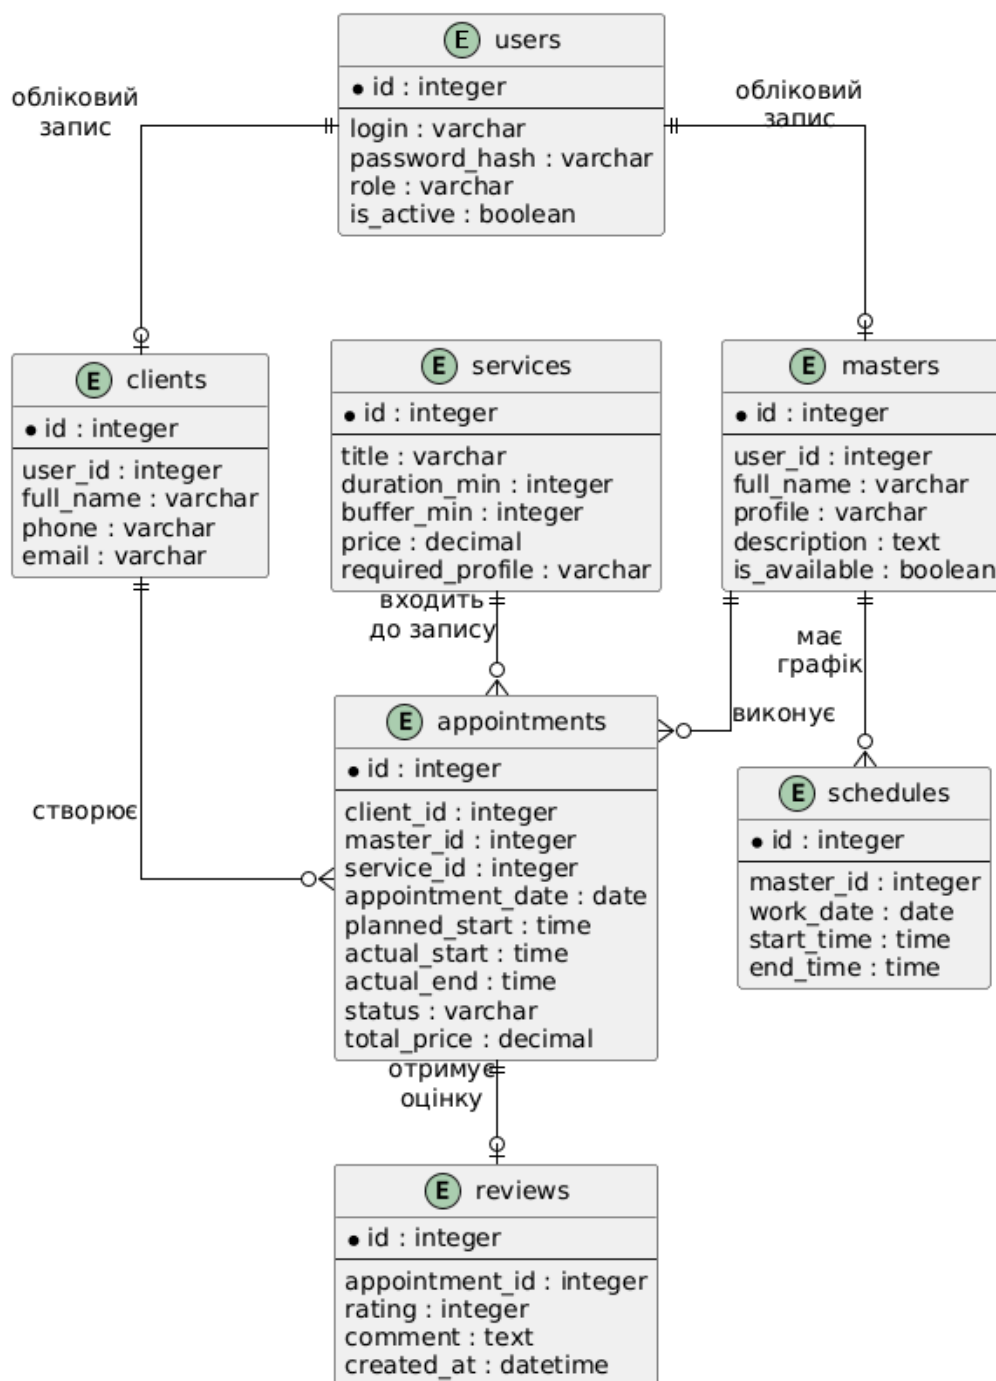 E users
id : integer
login : varchar
password_hash : varchar
role : varchar
is_active : boolean
обліковий
запис
обліковий
запис
E clients
id : integer
user_id : integer
full_name : varchar
phone : varchar
email : varchar
E services
id : integer
title : varchar
duration_min : integer
buffer_min : integer
price : decimal
required_profile : varchar
E masters
id : integer
user_id : integer
full_name : varchar
profile : varchar
description : text
is_available : boolean
входить
до запису
має
графік
виконує
створює
E appointments
id : integer
client_id : integer
master_id : integer
service_id : integer
appointment_date : date
planned_start : time
actual_start : time
actual_end : time
status : varchar
total_price : decimal
E schedules
id : integer
master_id : integer
work_date : date
start_time : time
end_time : time
отримує
оцінку
E reviews
id : integer
appointment_id : integer
rating : integer
comment : text
created_at : datetime